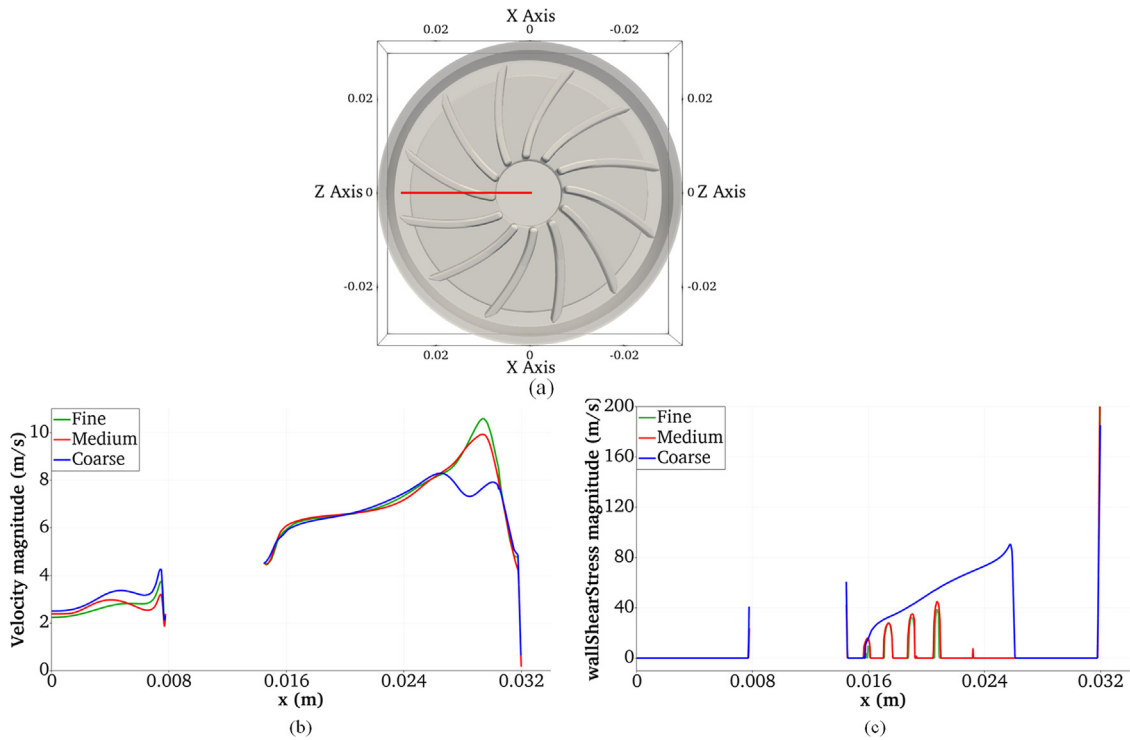 X Axis
0.02 0 -0.02
0.02 0.02
Z Axis 0 0 Z Axis
-0.02 -0.02
0.02 0 -0.02
X Axis
(a)
Fine
Medium
Coarse
Velocity magnitude (m/s)
10
8
6
4
2
0
0 0.008 0.016 0.024 0.032
x (m)
(b)
Fine
Medium
Coarse
wallShearStress magnitude (m/s)
200
160
120
80
40
0
0 0.008 0.016 0.024 0.032
x (m)
(c)